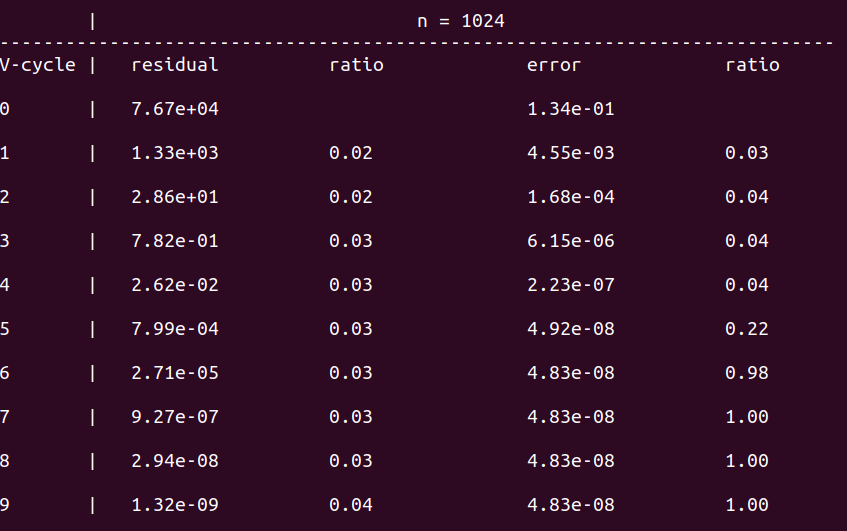 | n = 1024
---------------------------------------------------------------------------
V-cycle | residual ratio error ratio
0 | 7.67e+04 1.34e-01
1 | 1.33e+03 0.02 4.55e-03 0.03
2 | 2.86e+01 0.02 1.68e-04 0.04
3 | 7.82e-01 0.03 6.15e-06 0.04
4 | 2.62e-02 0.03 2.23e-07 0.04
5 | 7.99e-04 0.03 4.92e-08 0.22
6 | 2.71e-05 0.03 4.83e-08 0.98
7 | 9.27e-07 0.03 4.83e-08 1.00
8 | 2.94e-08 0.03 4.83e-08 1.00
9 | 1.32e-09 0.04 4.83e-08 1.00